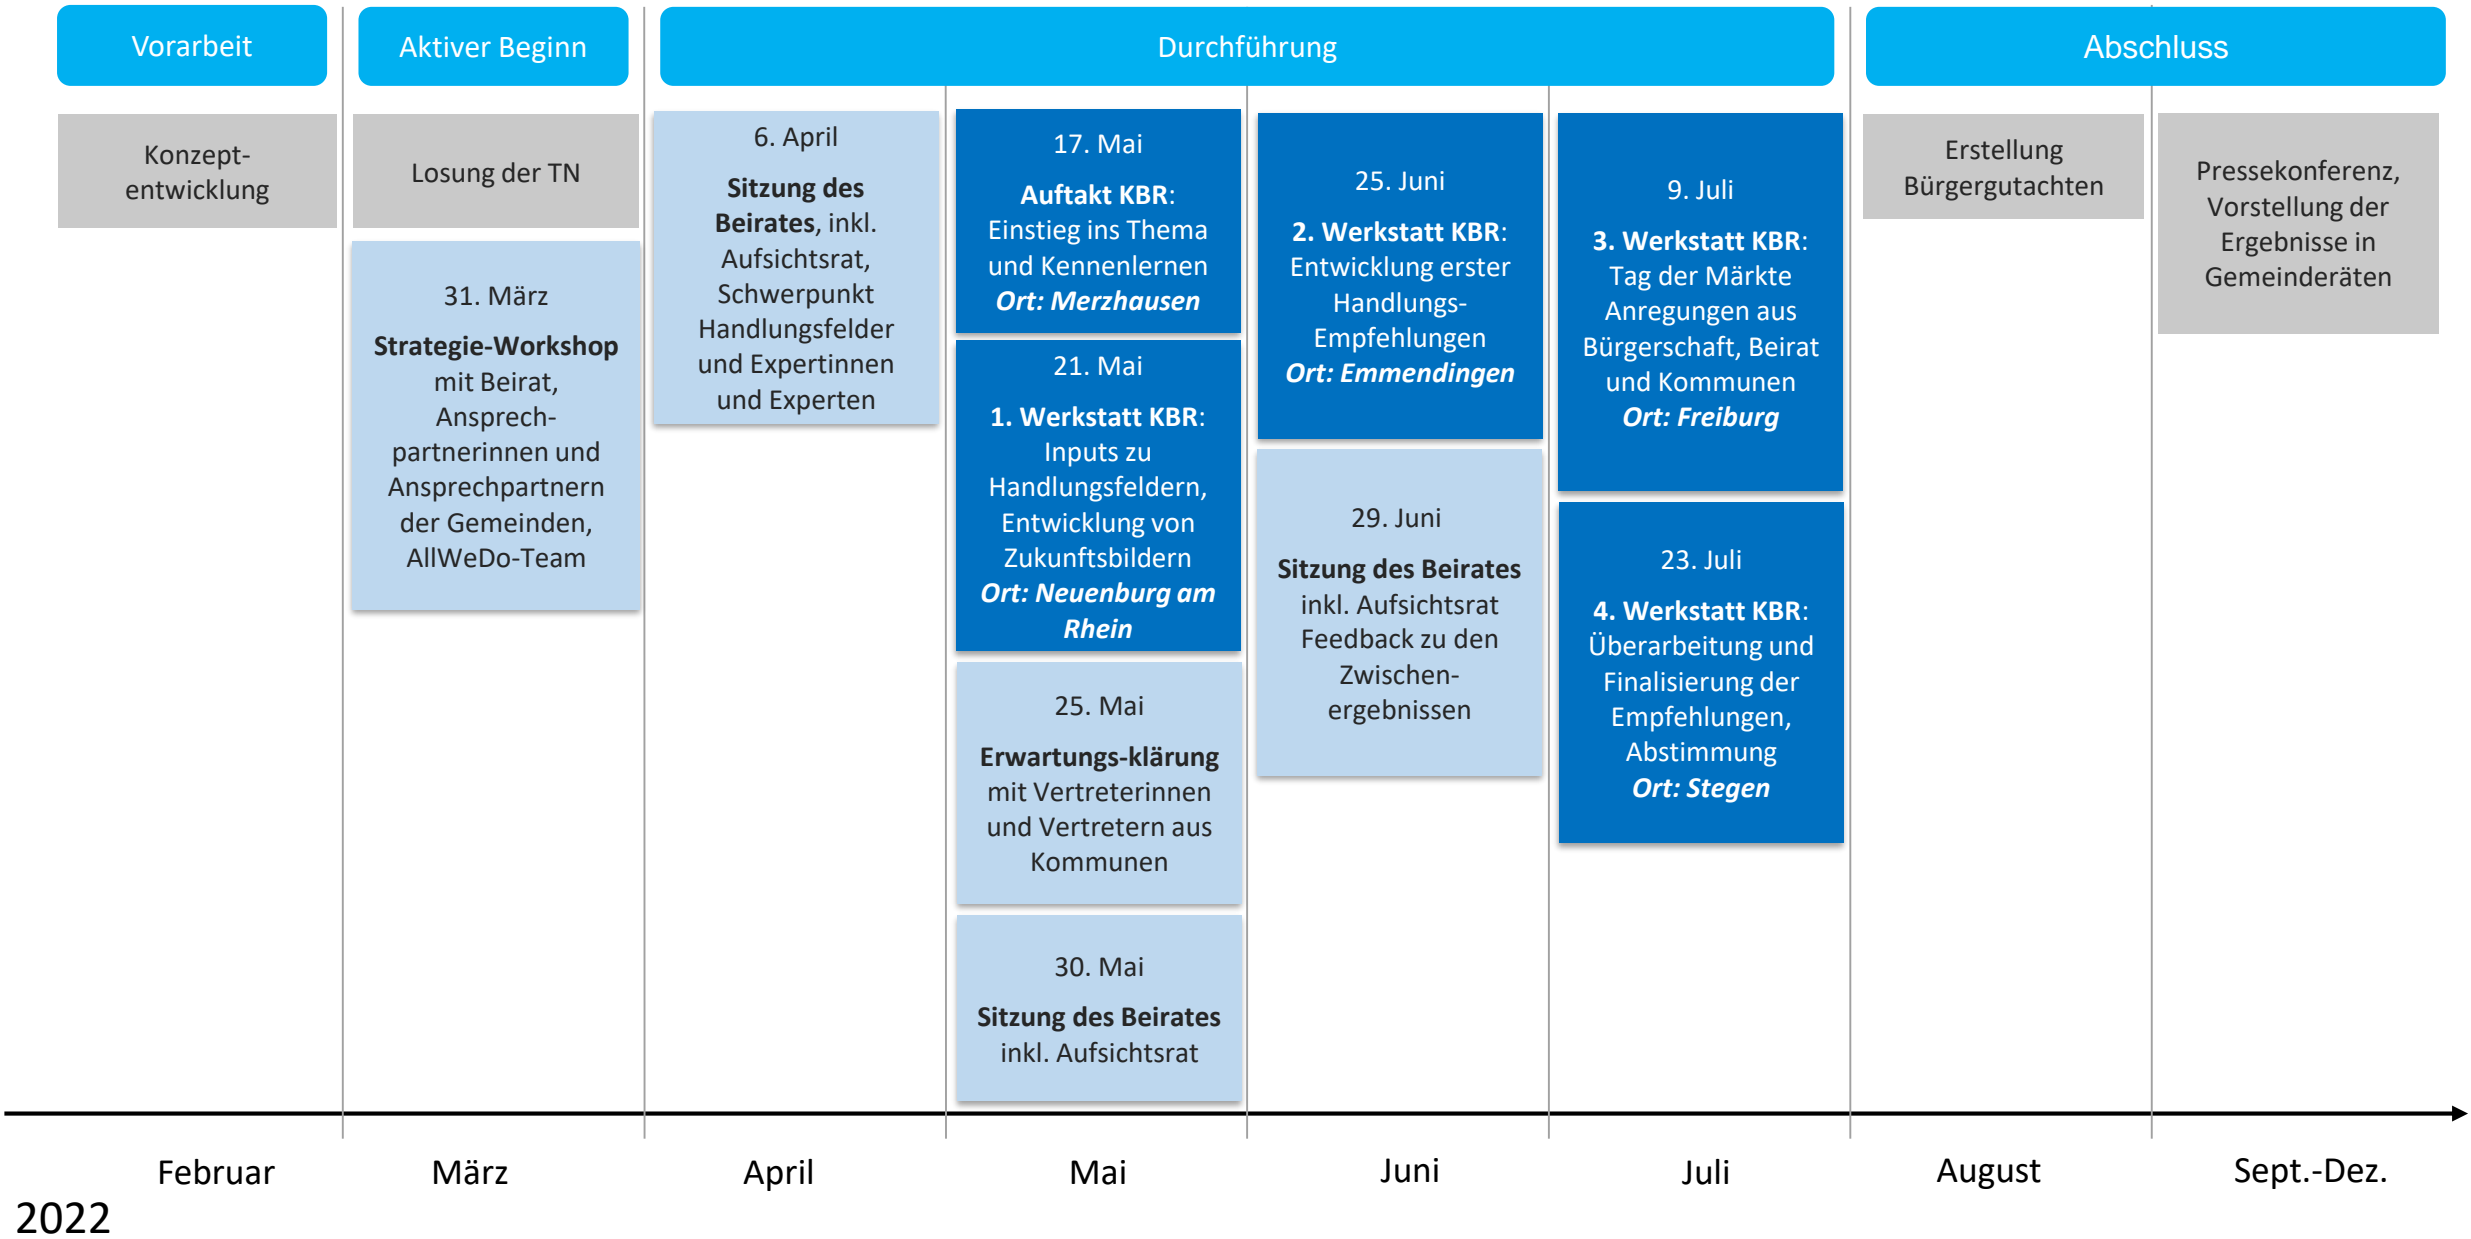 Vorarbeit
Aktiver Beginn
Durchführung
Abschluss
Konzept-
entwicklung
Losung der TN
31. März
Strategie-Workshop
mit Beirat,
Ansprech-
partnerinnen und
Ansprechpartnern
der Gemeinden,
AllWeDo-Team
6. April
Sitzung des
Beirates, inkl.
Aufsichtsrat,
Schwerpunkt
Handlungsfelder
und Expertinnen
und Experten
17. Mai
Auftakt KBR:
Einstieg ins Thema
und Kennenlernen
Ort: Merzhausen
21. Mai
1. Werkstatt KBR:
Inputs zu
Handlungsfeldern,
Entwicklung von
Zukunftsbildern
Ort: Neuenburg am
Rhein
25. Mai
Erwartungs-klärung
mit Vertreterinnen
und Vertretern aus
Kommunen
30. Mai
Sitzung des Beirates
inkl. Aufsichtsrat
25. Juni
2. Werkstatt KBR:
Entwicklung erster
Handlungs-
Empfehlungen
Ort: Emmendingen
29. Juni
Sitzung des Beirates
inkl. Aufsichtsrat
Feedback zu den
Zwischen-
ergebnissen
9. Juli
3. Werkstatt KBR:
Tag der Märkte
Anregungen aus
Bürgerschaft, Beirat
und Kommunen
Ort: Freiburg
23. Juli
4. Werkstatt KBR:
Überarbeitung und
Finalisierung der
Empfehlungen,
Abstimmung
Ort: Stegen
Erstellung
Bürgergutachten
Pressekonferenz,
Vorstellung der
Ergebnisse in
Gemeinderäten
Februar
März
April
Mai
Juni
Juli
August
Sept.-Dez.
2022